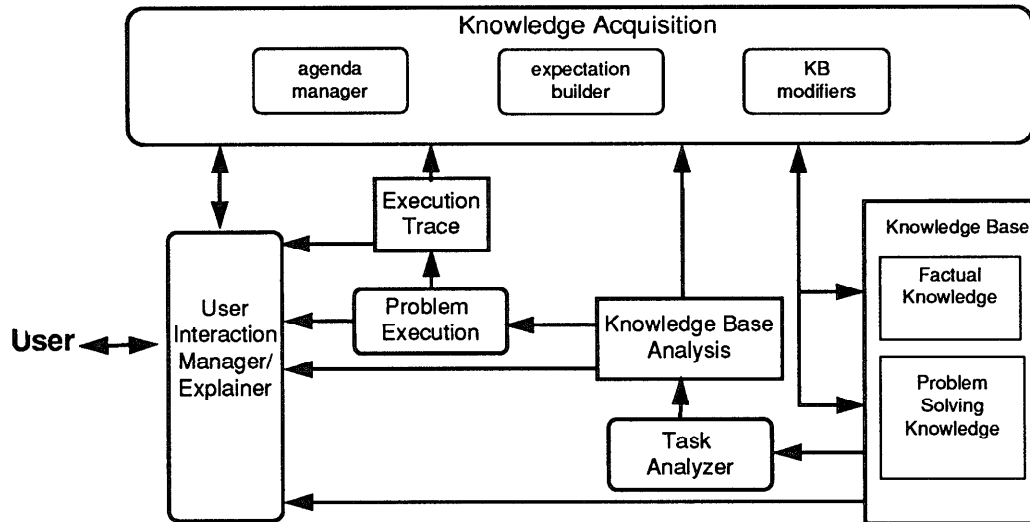 Knowledge Acquisition
agenda
manager
expectation
builder
KB
modifiers
Execution
Trace
Knowledge Base
Factual
Knowledge
User
Interaction
Manager/
Explainer
Problem
Execution
Knowledge Base
Analysis
User
Problem
Solving
Knowledge
Task
Analyzer